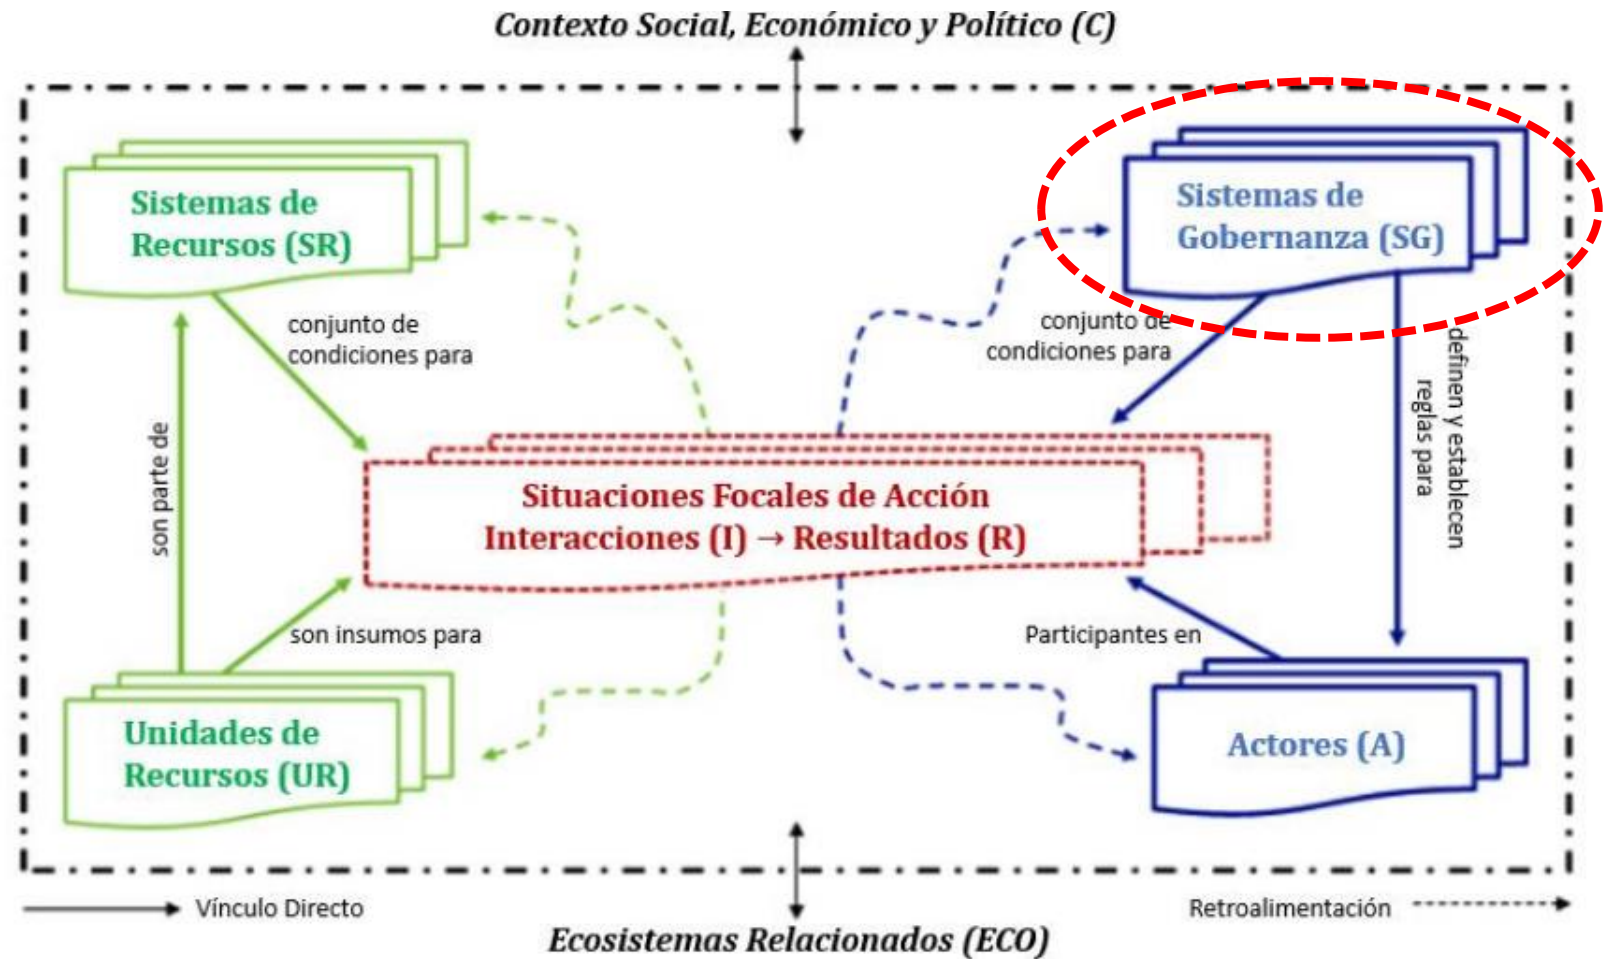 Contexto Social, Económico y Político (C)
Sistemas de
Recursos (SR)
Sistemas de
Gobernanza (SG)
conjunto de
condiciones para
conjunto de
condiciones para
definen y establecen
reglas para
son parte de
Situaciones Focales de Acción
Interacciones (I) → Resultados (R)
son insumos para
Participantes en
Unidades de
Recursos (UR)
Actores (A)
Vínculo Directo
Retroalimentación
Ecosistemas Relacionados (ECO)